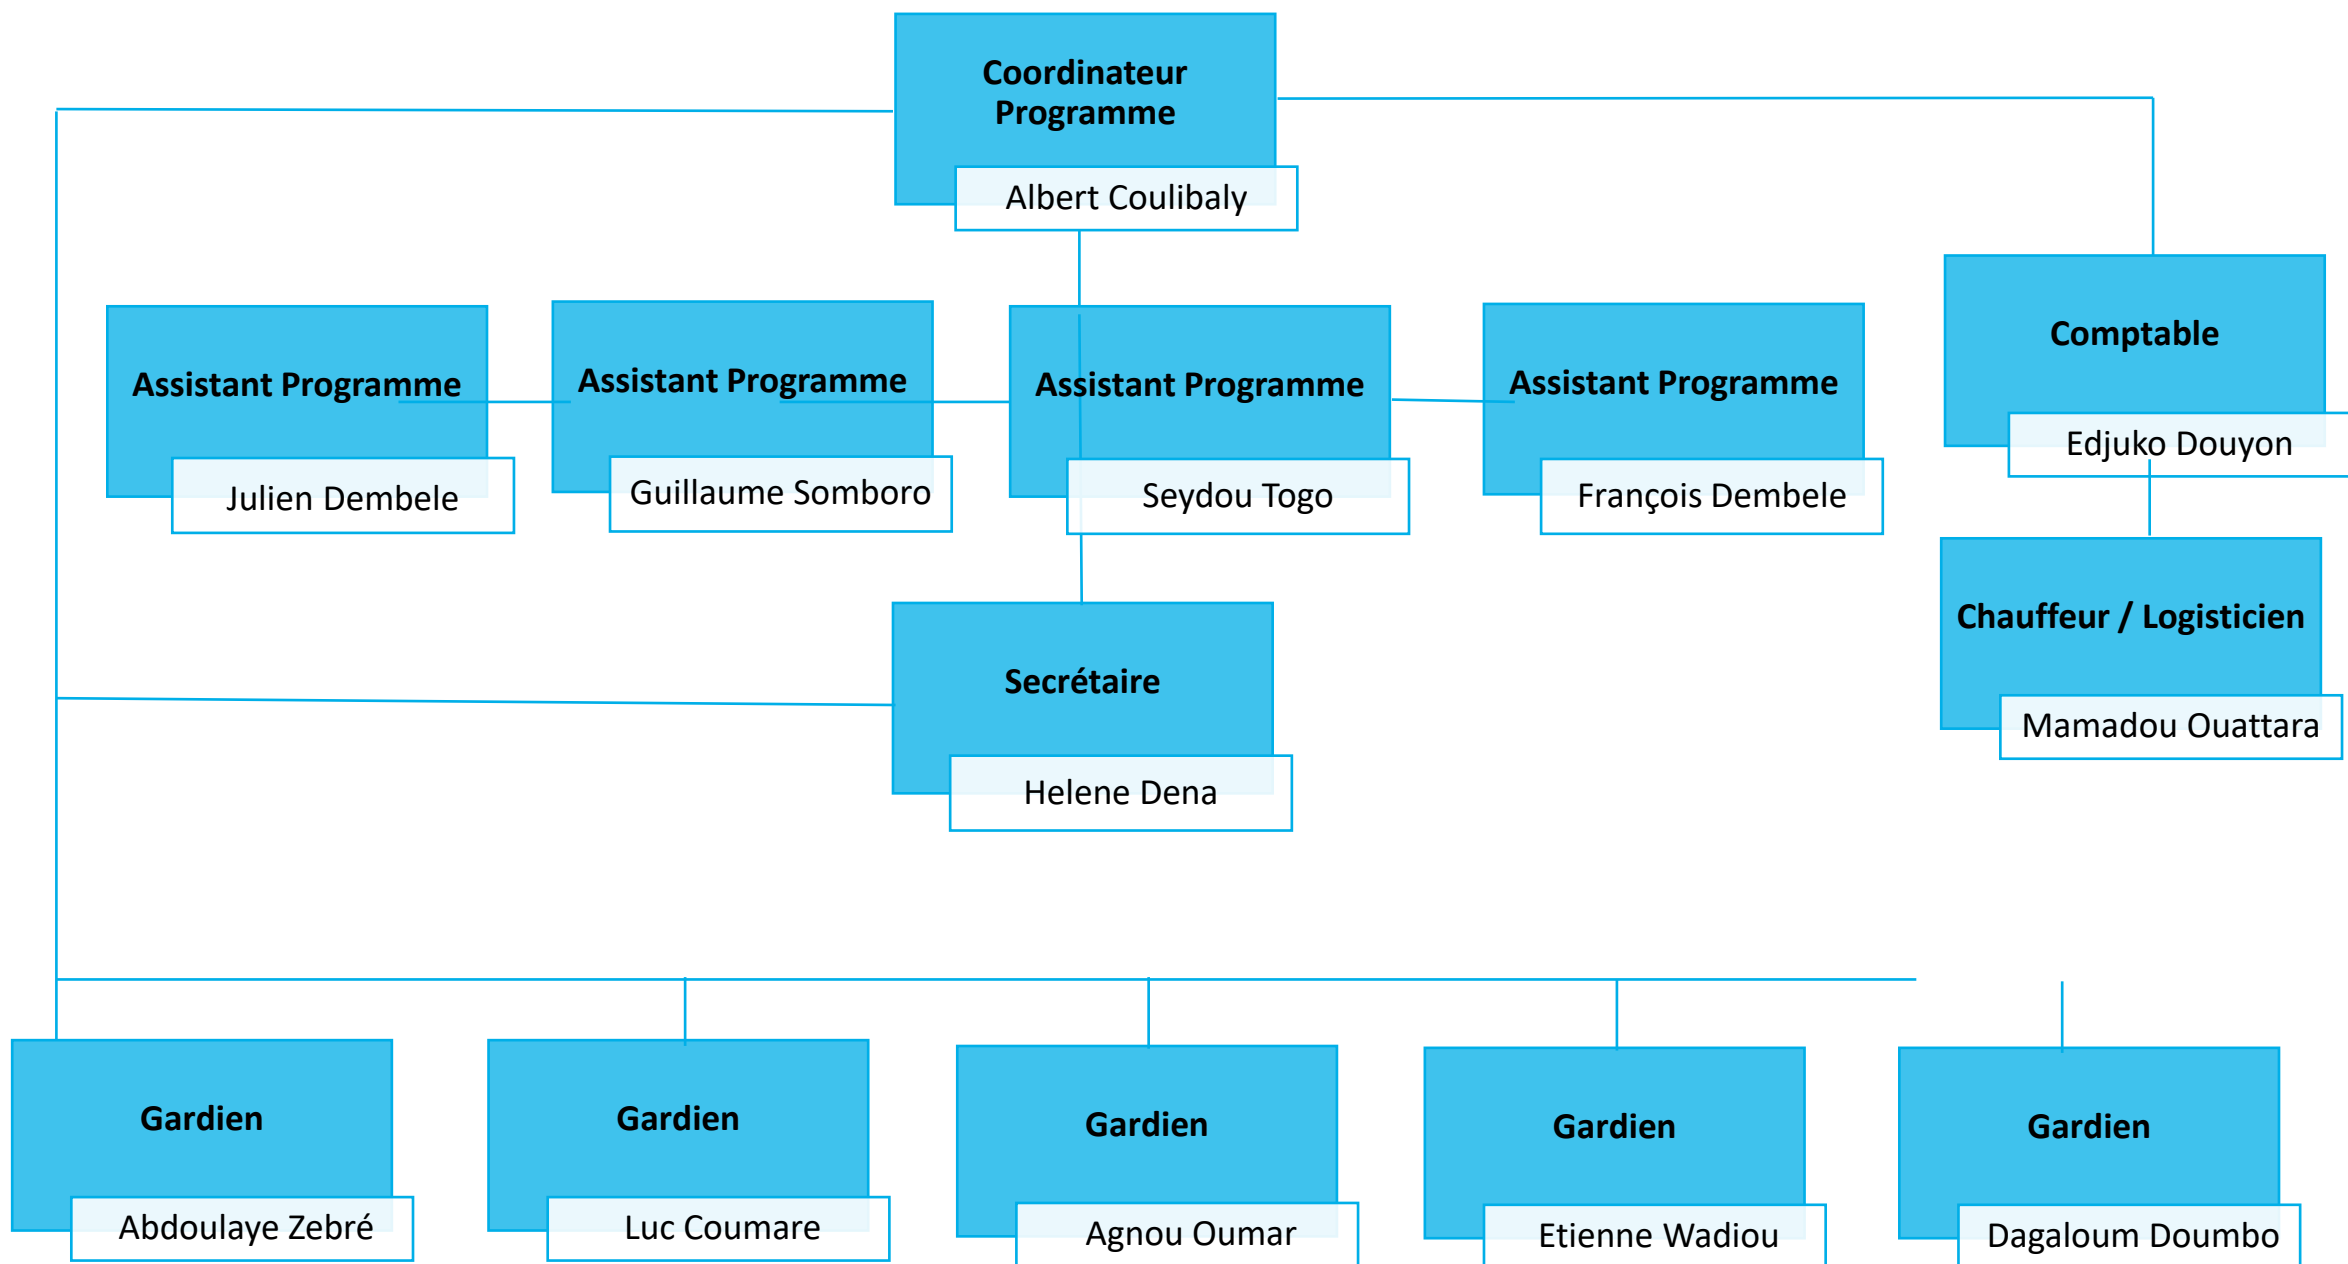 Coordinateur
Programme
Albert Coulibaly
Assistant Programme
Julien Dembele
Assistant Programme
Guillaume Somboro
Assistant Programme
Seydou Togo
Assistant Programme
François Dembele
Comptable
Edjuko Douyon
Chauffeur / Logisticien
Mamadou Ouattara
Secrétaire
Helene Dena
Gardien
Abdoulaye Zebré
Gardien
Luc Coumare
Gardien
Agnou Oumar
Gardien
Etienne Wadiou
Gardien
Dagaloum Doumbo